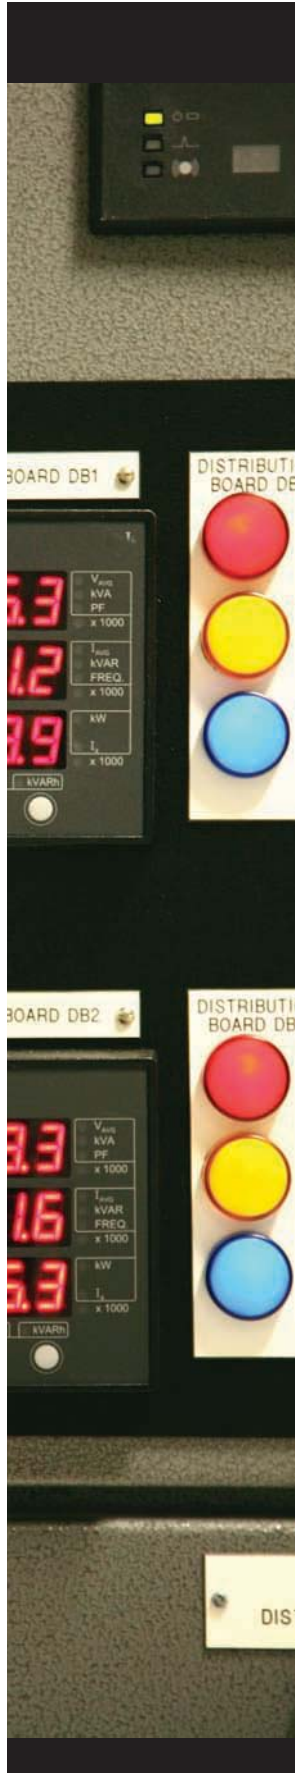 BOARD DB1
DISTRIBUTI
BOARD DB
5.3
V AVG
kVA
PF
x 1000
1.2
I AVG
kVAR
FREQ.
x 1000
.9
kW
x 1000
kVARh
BOARD DB2
DISTRIBUTI
BOARD DB
.3
V AVG
kVA
PF
x 1000
1.6
I AVG
kVAR
FREQ.
x 1000
5.3
kW
x 1000
kVARh
DIS